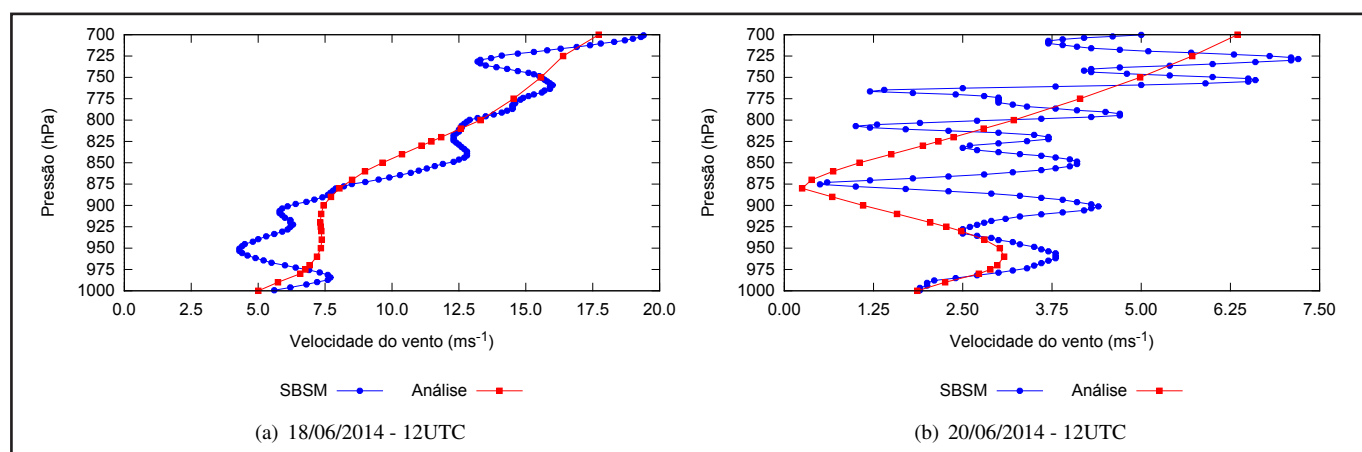 700
725
750
775
800
825
850
875
900
925
950
975
1000
Pressão (hPa)
0.0 2.5 5.0 7.5 10.0 12.5 15.0 17.5 20.0
Velocidade do vento (ms-1)
SBSM Análise
(a) 18/06/2014 - 12UTC
700
725
750
775
800
825
850
875
900
925
950
975
1000
Pressão (hPa)
0.00 1.25 2.50 3.75 5.00 6.25 7.50
Velocidade do vento (ms-1)
SBSM Análise
(b) 20/06/2014 - 12UTC